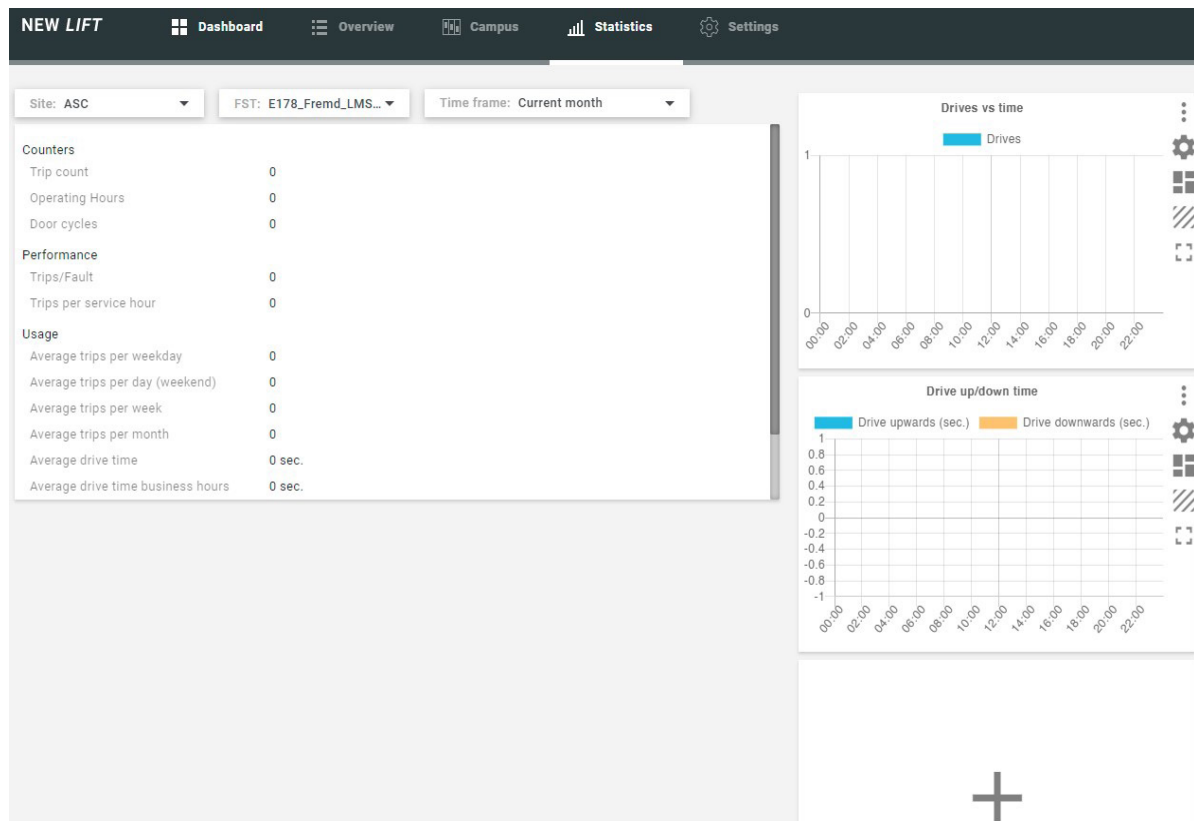 NEW LIFT Dashboard Overview Campus Statistics Settings
Site: ASC FST: E178_Fremd_LMS... Time frame: Current month
Counters
Trip count 0
Operating Hours 0
Door cycles 0
Performance
Trips/Fault 0
Trips per service hour 0
Usage
Average trips per weekday 0
Average trips per day (weekend) 0
Average trips per week 0
Average trips per month 0
Average drive time 0 sec.
Average drive time business hours 0 sec.
Drives vs time
Drives
1
0
00:00 02:00 04:00 06:00 08:00 10:00 12:00 14:00 16:00 18:00 20:00 22:00
Drive up/down time
Drive upwards (sec.) Drive downwards (sec.)
1
0.8
0.6
0.4
0.2
0
-0.2
-0.4
-0.6
-0.8
-1
00:00 02:00 04:00 06:00 08:00 10:00 12:00 14:00 16:00 18:00 20:00 22:00